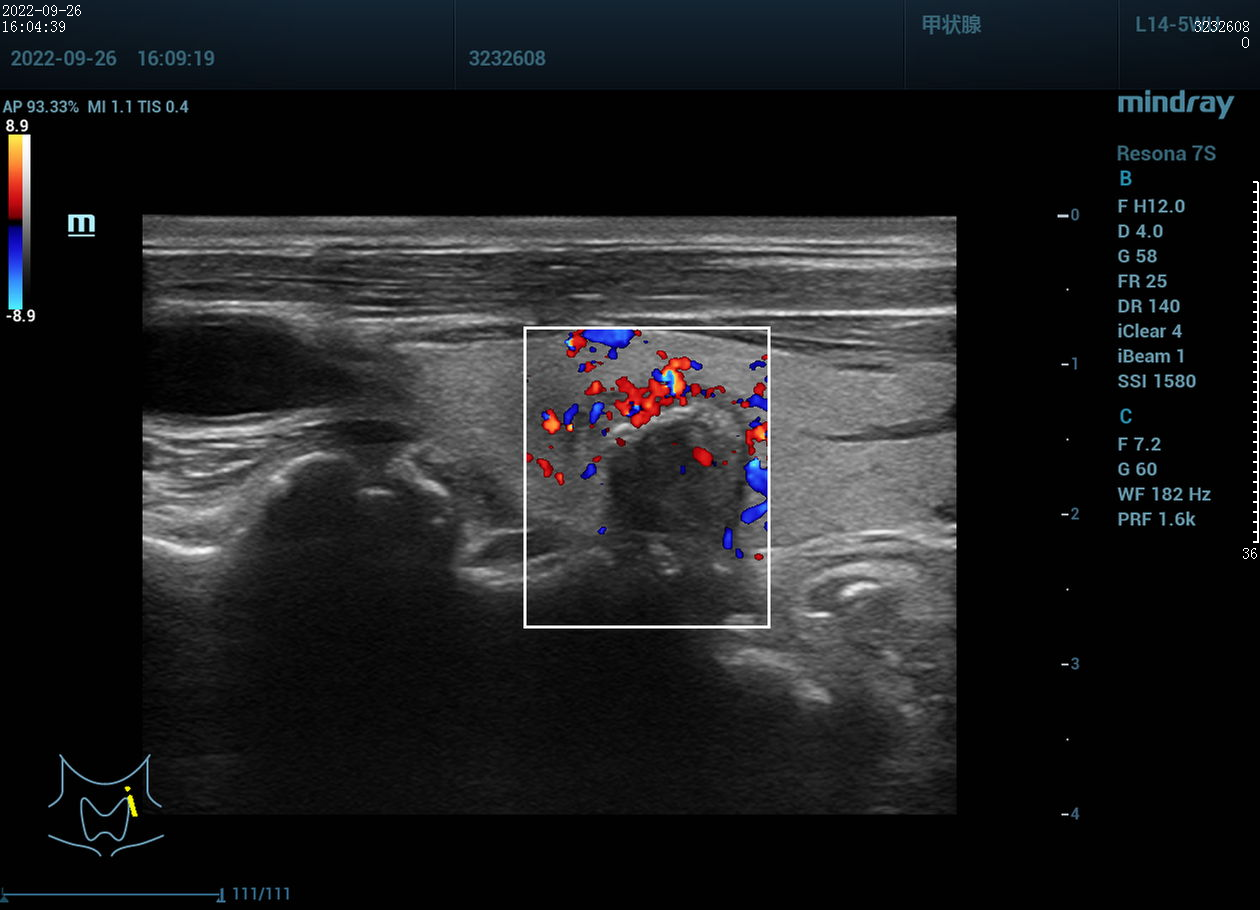 2022-09-26
16:04:39
甲状腺
L14-5WU
3232608
0
2022-09-26 16:09:19
3232608
AP 93.33% MI 1.1 TIS 0.4
8.9
-8.9
m
mindray
Resona 7S
B
F H12.0
D 4.0
G 58
FR 25
DR 140
iClear 4
iBeam 1
SSI 1580
C
F 7.2
G 60
WF 182 Hz
PRF 1.6k
0
1
2
3
4
36
111/111